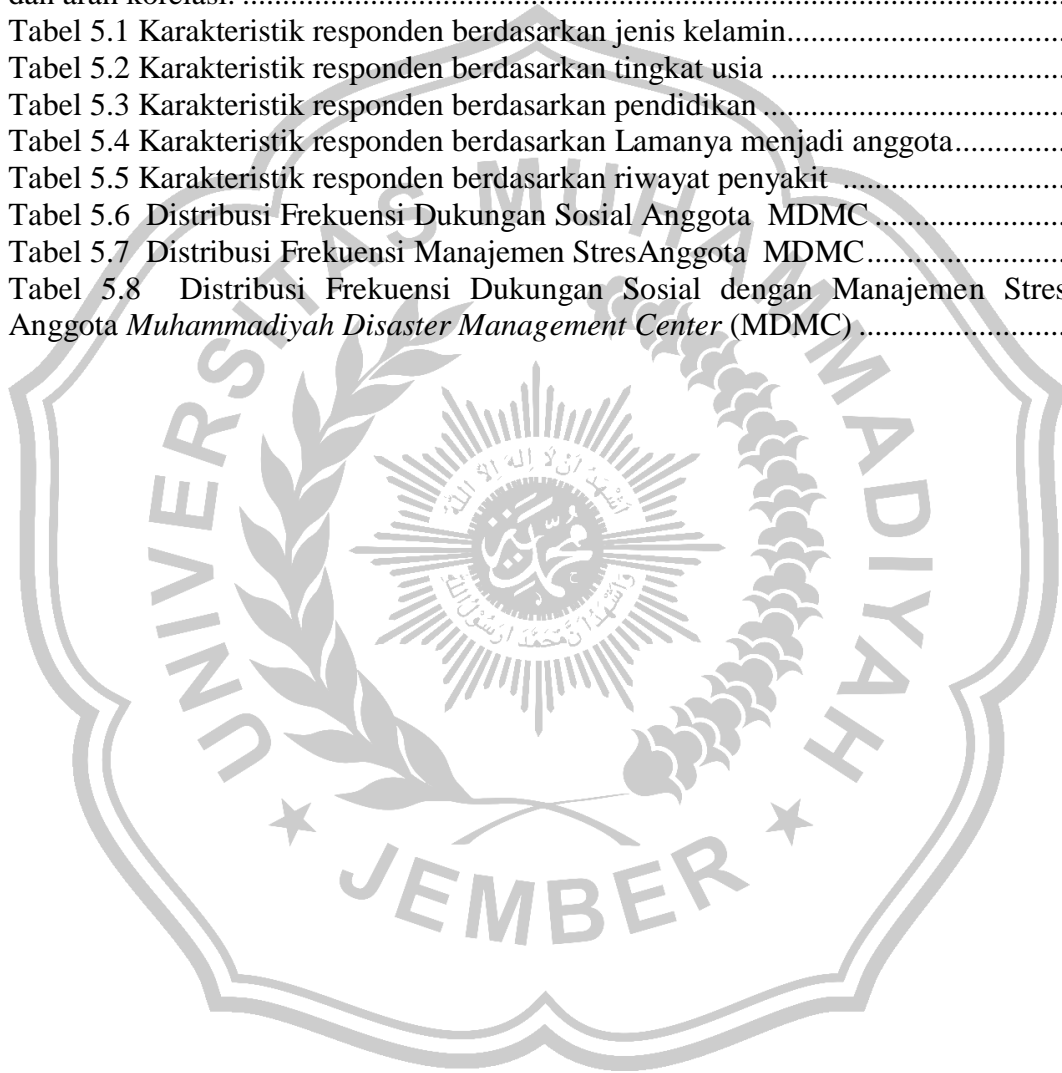 dan arah korelasi. ...............................................................................................
Tabel 5.1 Karakteristik responden berdasarkan jenis kelamin...................................
Tabel 5.2 Karakteristik responden berdasarkan tingkat usia .....................................
Tabel 5.3 Karakteristik responden berdasarkan pendidikan ......................................
Tabel 5.4 Karakteristik responden berdasarkan Lamanya menjadi anggota..............
Tabel 5.5 Karakteristik responden berdasarkan riwayat penyakit ............................
Tabel 5.6 Distribusi Frekuensi Dukungan Sosial Anggota MDMC ........................
Tabel 5.7 Distribusi Frekuensi Manajemen StresAnggota MDMC.........................
Tabel 5.8 Distribusi Frekuensi Dukungan Sosial dengan Manajemen Stres
Anggota Muhammadiyah Disaster Management Center (MDMC) ..........................
UNIVERSITAS MUHAMMADIYAH
JEMBER